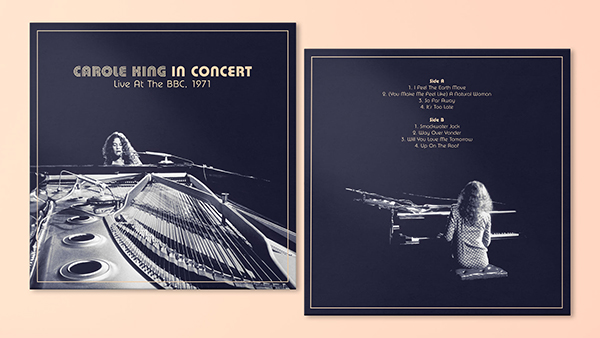 CAROLE KING IN CONCERT
Live At The BBC, 1971
Side A
1. I Feel The Earth Move
2. (You Make Me Feel Like) A Natural Woman
3. So Far Away
4. It's Too Late
Side B
1. Smackwater Jack
2. Way Over Yonder
3. Will You Love Me Tomorrow
4. Up On The Roof